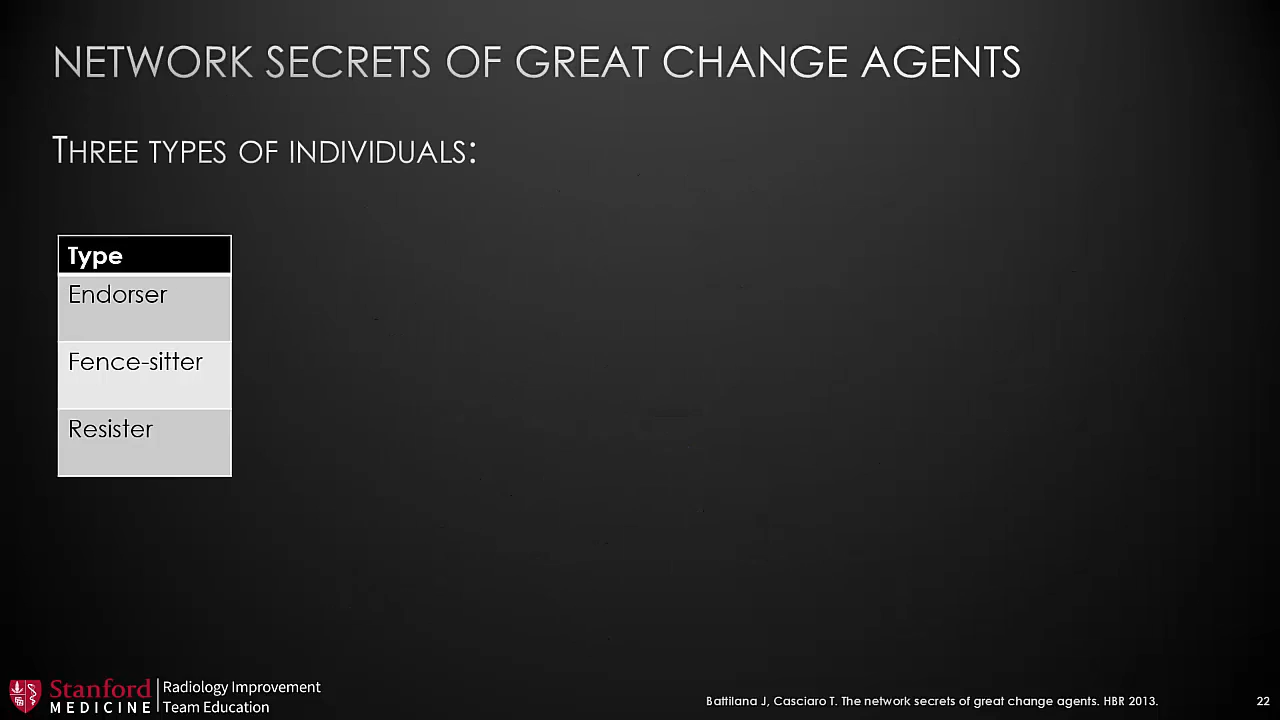 NETWORK SECRETS OF GREAT CHANGE AGENTS
THREE TYPES OF INDIVIDUALS:
Type
Endorser
Fence-sitter
Resister
Stanford
MEDICINE
Radiology Improvement
Team Education
Battilana J, Casciaro T. The network secrets of great change agents. HBR 2013.
22